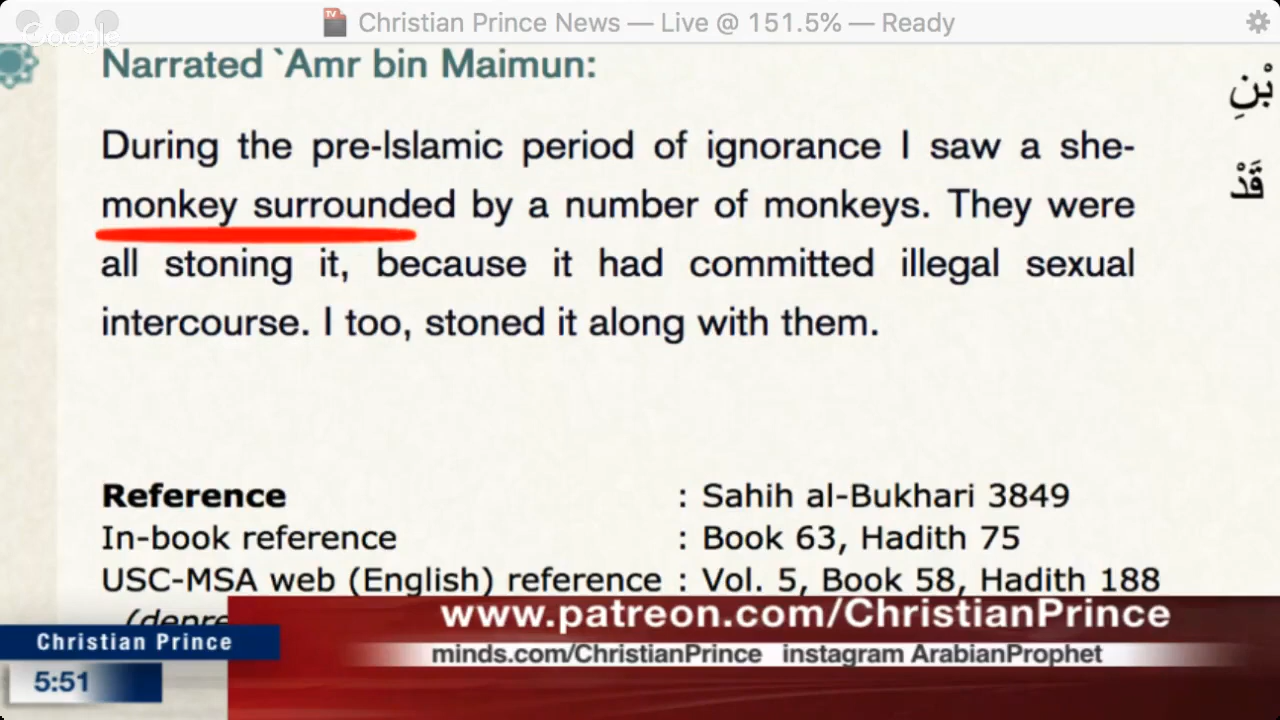 Christian Prince News — Live @ 151.5% — Ready
Google
Narrated `Amr bin Maimun:
بْنِ
During the pre-Islamic period of ignorance I saw a she-
قَدْ
monkey surrounded by a number of monkeys. They were
all stoning it, because it had committed illegal sexual
intercourse. I too, stoned it along with them.
Reference : Sahih al-Bukhari 3849
In-book reference : Book 63, Hadith 75
USC-MSA web (English) reference : Vol. 5, Book 58, Hadith 188
(depre
www.patreon.com/ChristianPrince
Christian Prince
minds.com/ChristianPrince instagram ArabianProphet
5:51